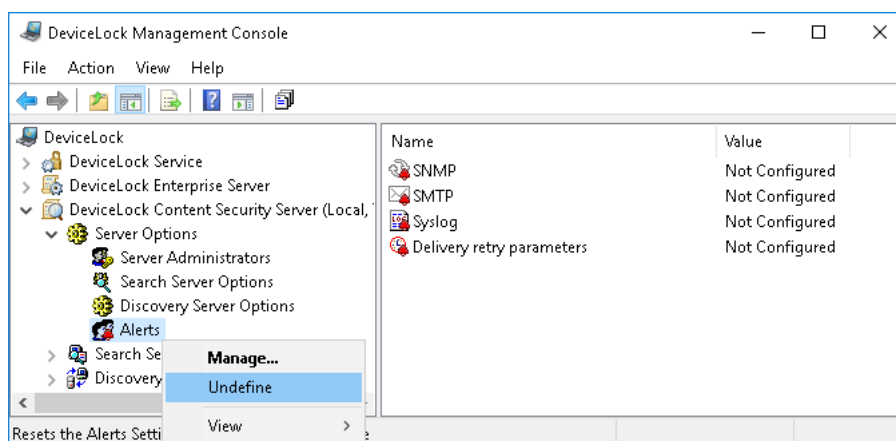 DeviceLock Management Console
File Action View Help
DeviceLock
DeviceLock Service
DeviceLock Enterprise Server
DeviceLock Content Security Server (Local,
Server Options
Server Administrators
Search Server Options
Discovery Server Options
Alerts
Search Se
Discovery
Manage...
Undefine
View
Name Value
SNMP Not Configured
SMTP Not Configured
Syslog Not Configured
Delivery retry parameters Not Configured
Resets the Alerts Setti